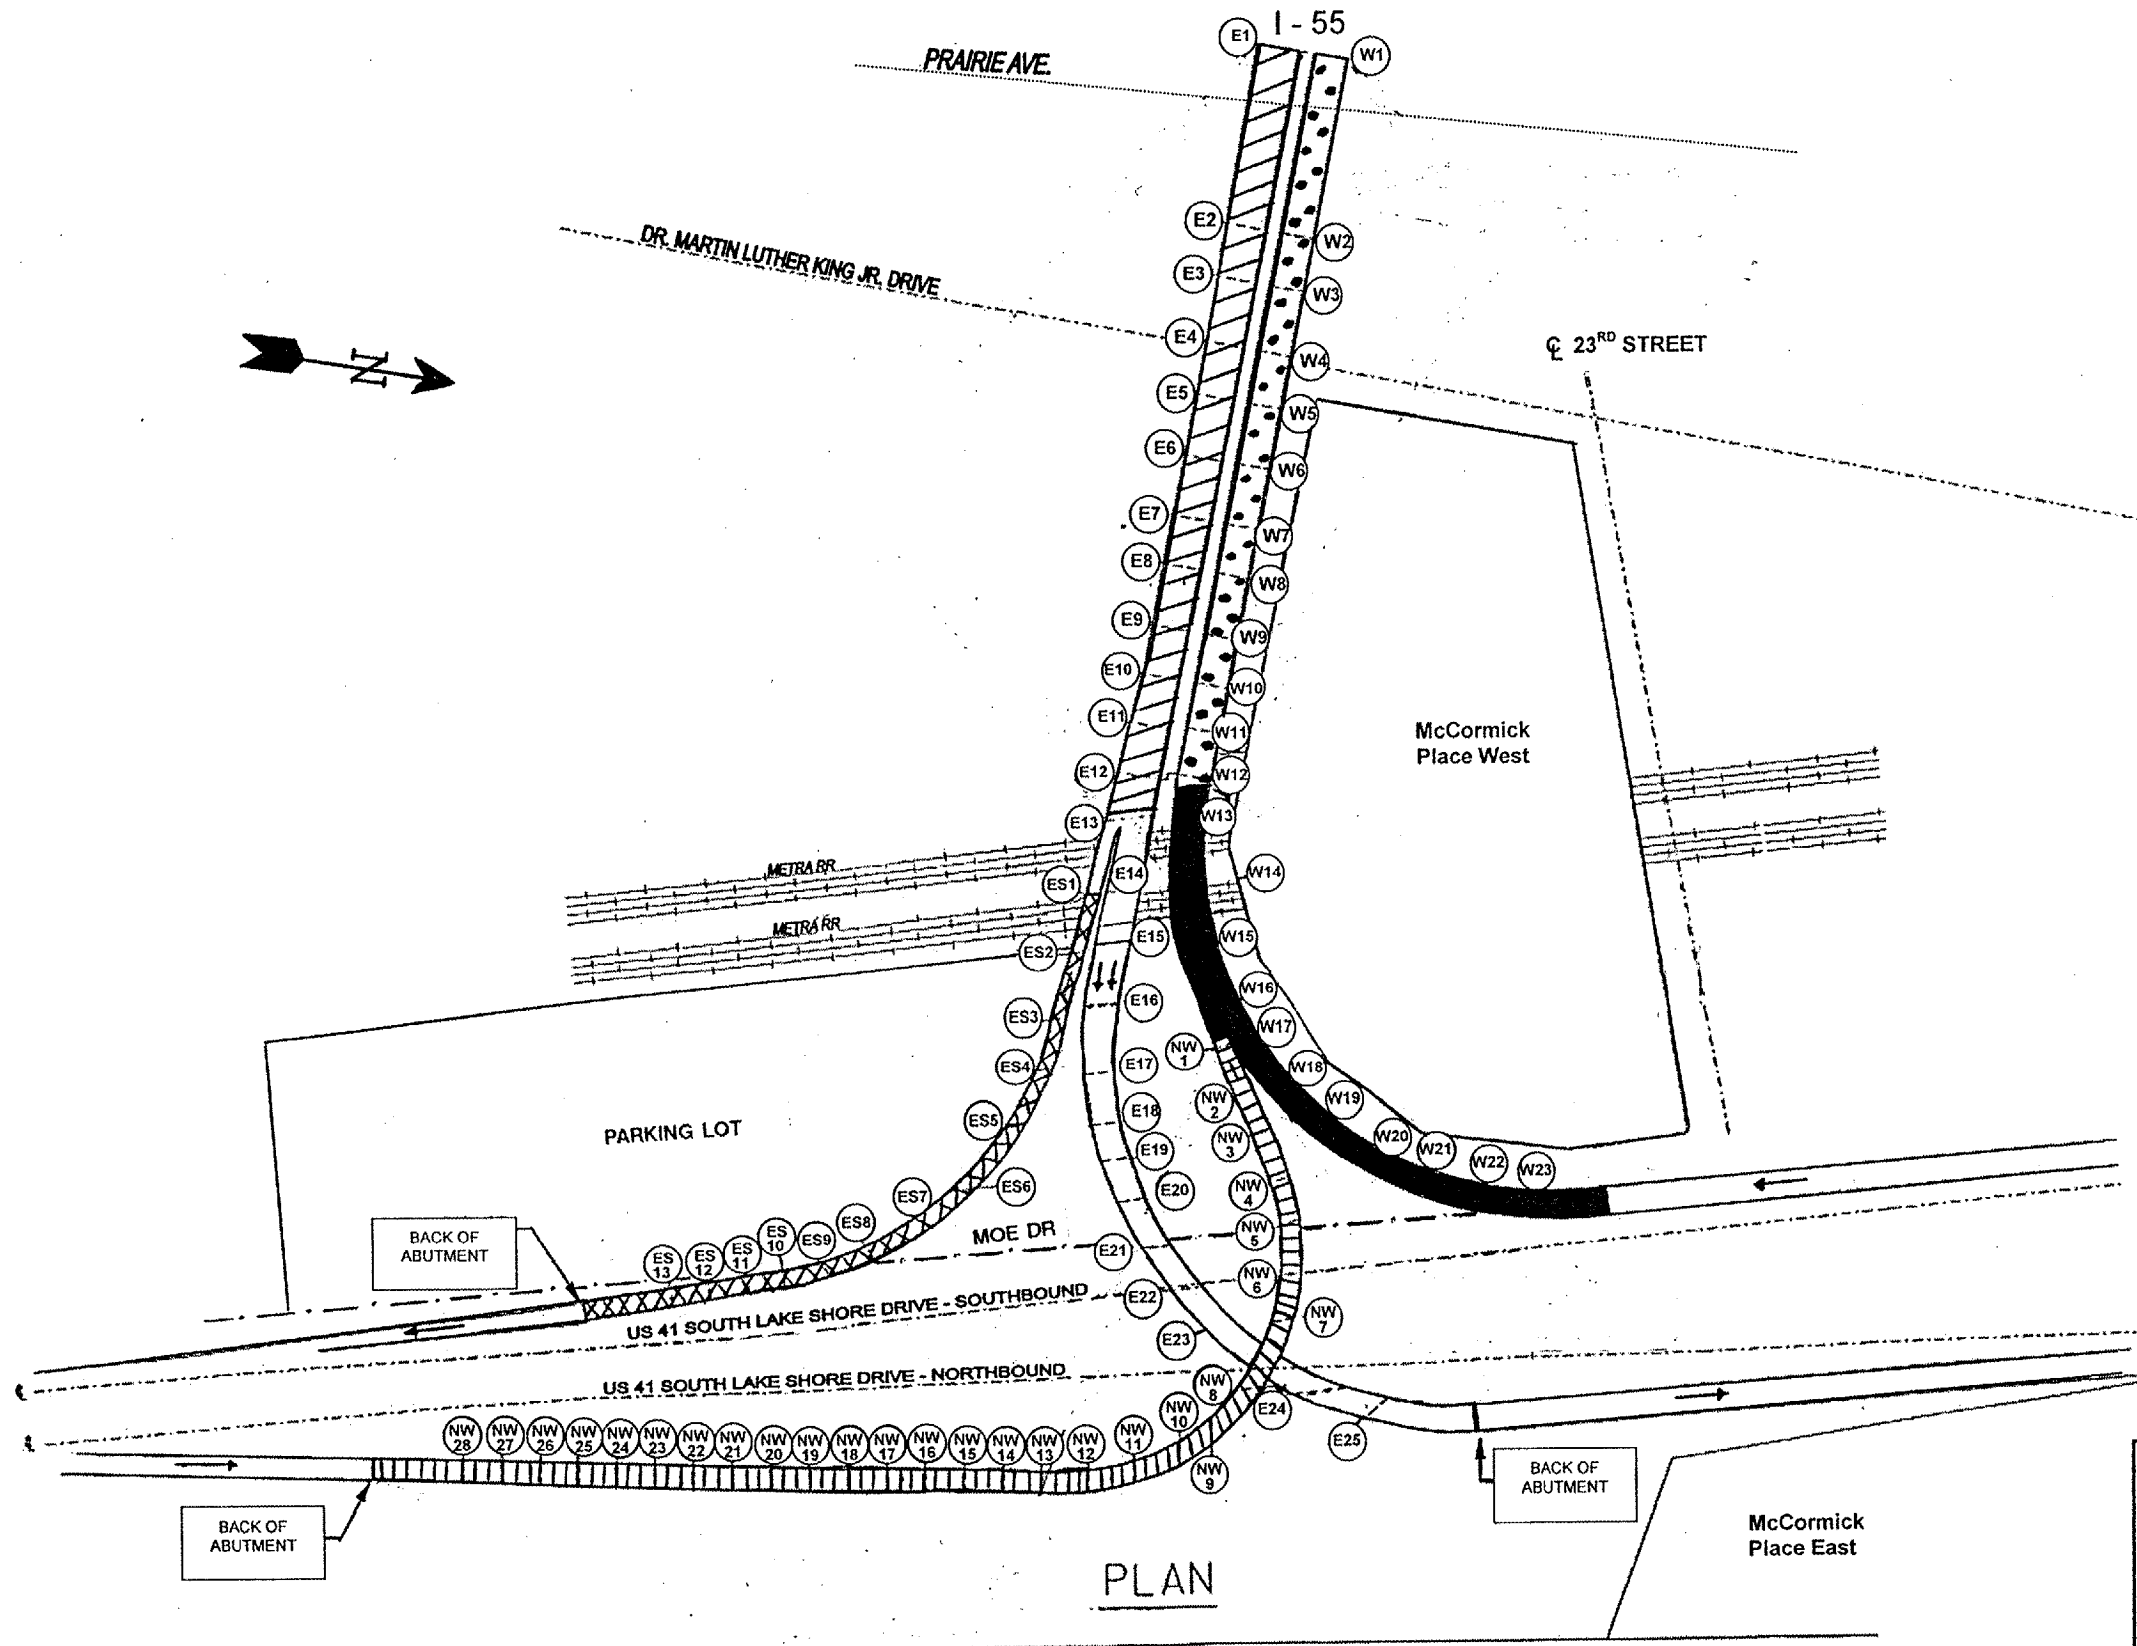 I - 55
E1
W1
PRAIRIE AVE.
E2
W2
DR. MARTIN LUTHER KING JR. DRIVE
E3
W3
E4
W4
℄ 23RD STREET
N
E5
W5
E6
W6
E7
W7
E8
W8
E9
W9
E10
W10
E11
W11
McCormick
Place West
E12
W12
E13
W13
METRA RR
E14
ES1
W14
METRA RR
ES2
E15
W15
E16
W16
ES3
W17
NW
1
ES4
E17
W18
NW
2
W19
ES5
E18
PARKING LOT
NW
3
W20
W21
E19
W22
W23
ES6
E20
NW
4
ES7
ES8
MOE DR
NW
5
BACK OF
ABUTMENT
ES
13
ES
12
ES
11
ES
10
ES9
E21
NW
6
E22
US 41 SOUTH LAKE SHORE DRIVE - SOUTHBOUND
NW
7
E23
US 41 SOUTH LAKE SHORE DRIVE - NORTHBOUND
NW
8
E24
NW
10
E25
NW
28
NW
27
NW
26
NW
25
NW
24
NW
23
NW
22
NW
21
NW
20
NW
19
NW
18
NW
17
NW
16
NW
15
NW
14
NW
13
NW
12
NW
11
NW
9
BACK OF
ABUTMENT
BACK OF
ABUTMENT
McCormick
Place East
PLAN